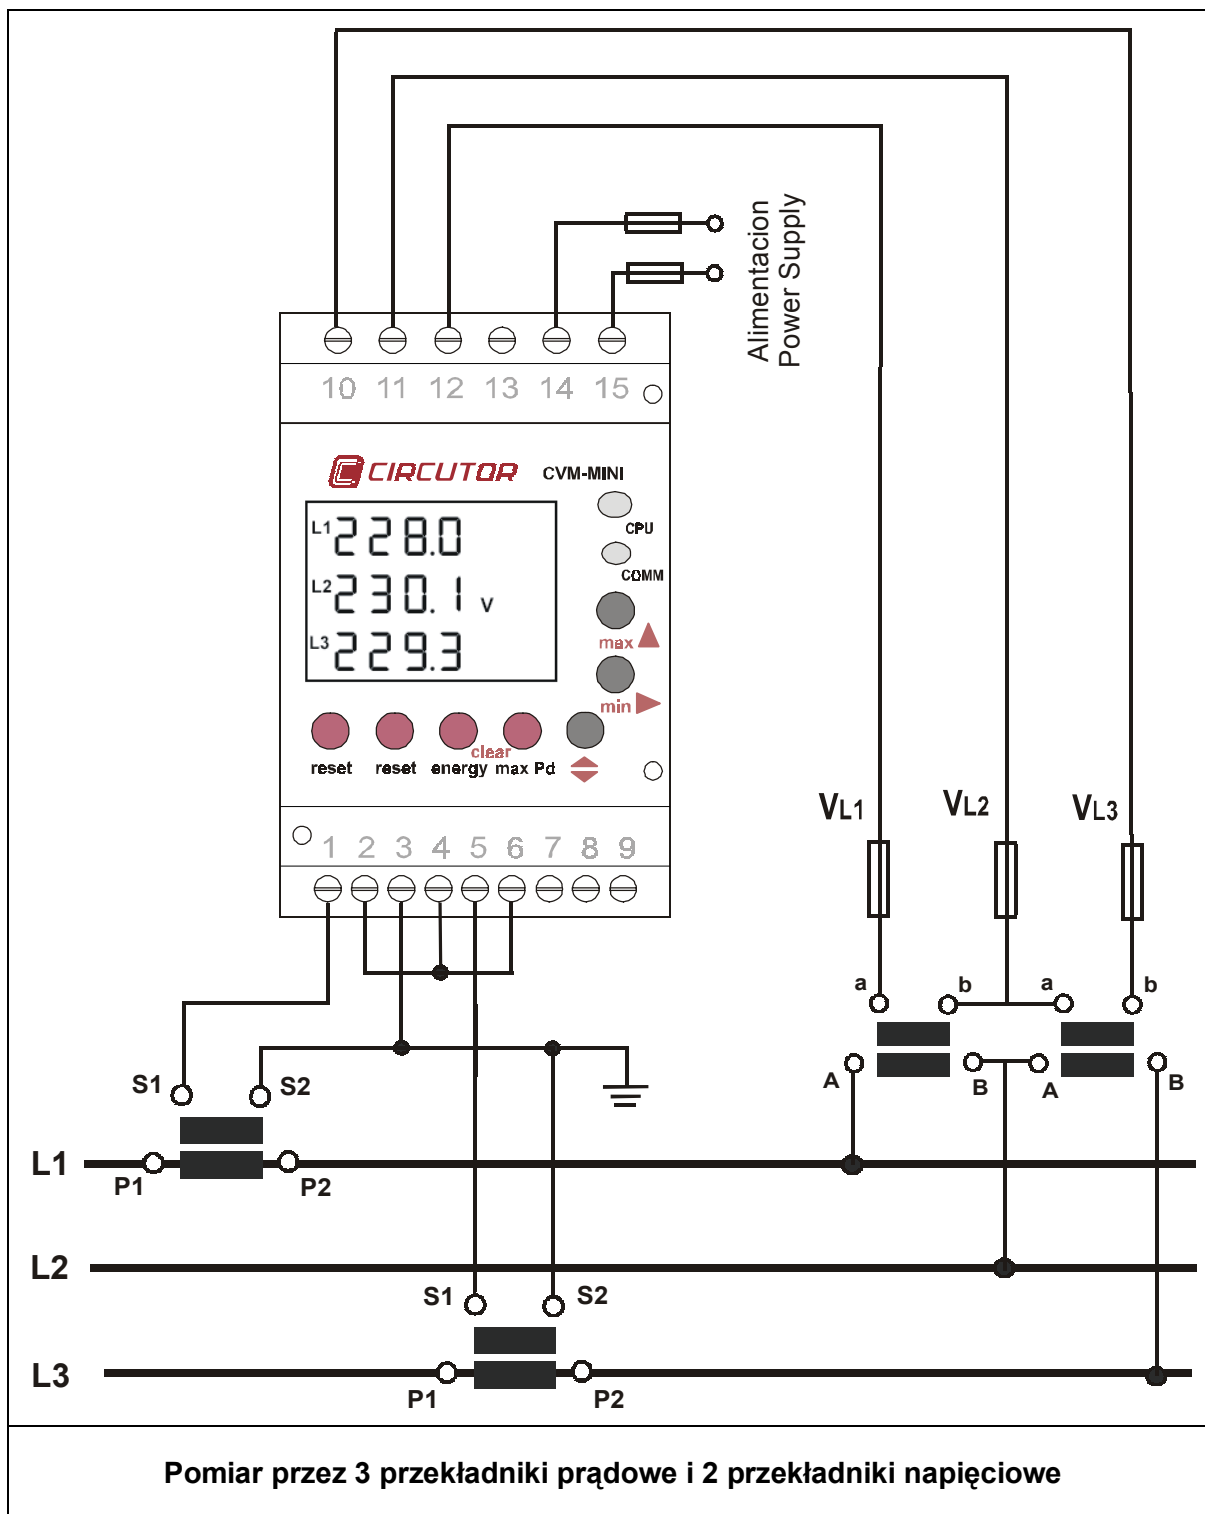 Alimentacion
Power Supply
10 11 12 13 14 15
CIRCUTOR CVM-MINI
L1 228.0
CPU
COMM
L2 230.1 V
max
L3 229.3
min
clear
reset reset energy max Pd
VL1 VL2 VL3
1 2 3 4 5 6 7 8 9
a b a b
A B A B
S1 S2
L1 P1 P2
L2
S1 S2
L3 P1 P2
Pomiar przez 3 przekładniki prądowe i 2 przekładniki napięciowe